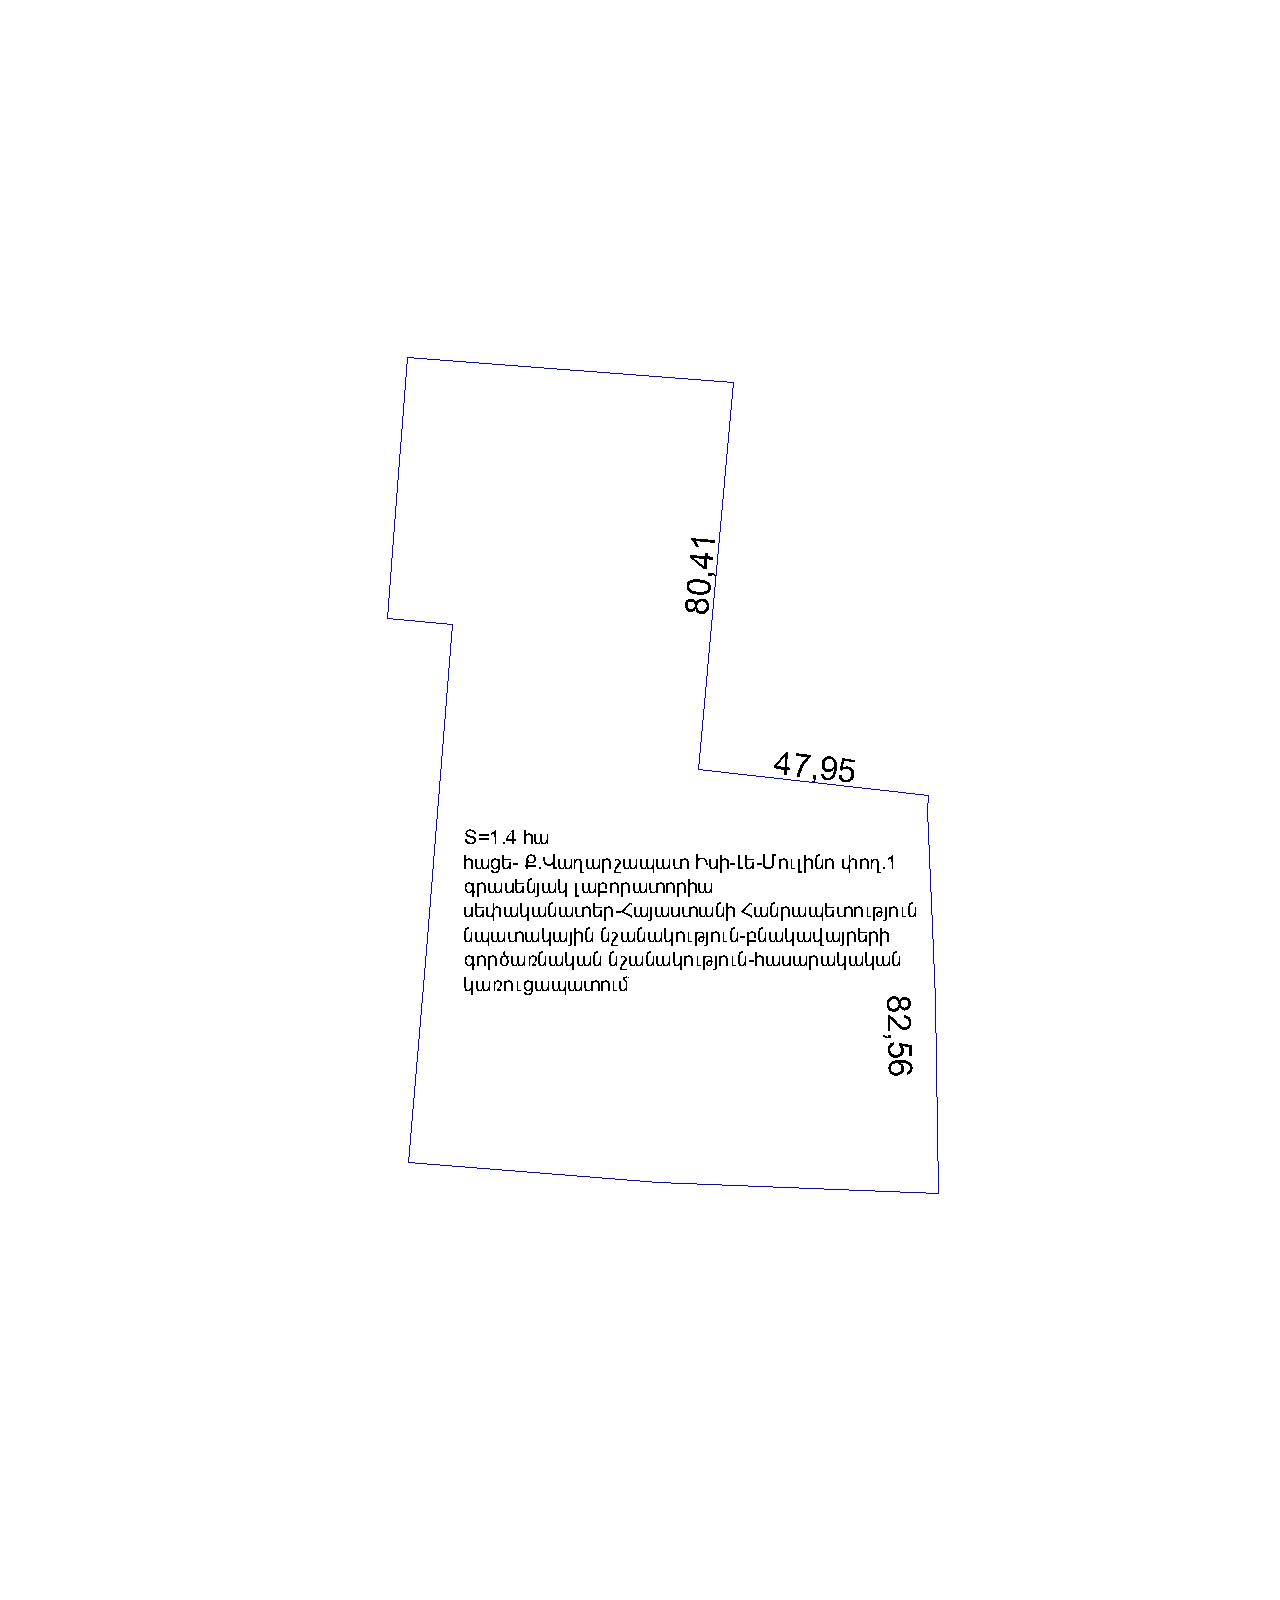 80,41
47,95
S=1.4 հա
հացե- Ք.Վաղարշապատ Իսի-Լե-Մուլինո փող.1
գրասենյակ լաբորատորիա
սեփականատեր-Հայաստանի Հանրապետություն
նպատակային նշանակություն-բնակավայրերի
գործառնական նշանակություն-հասարակական
կառուցապատում
82,56